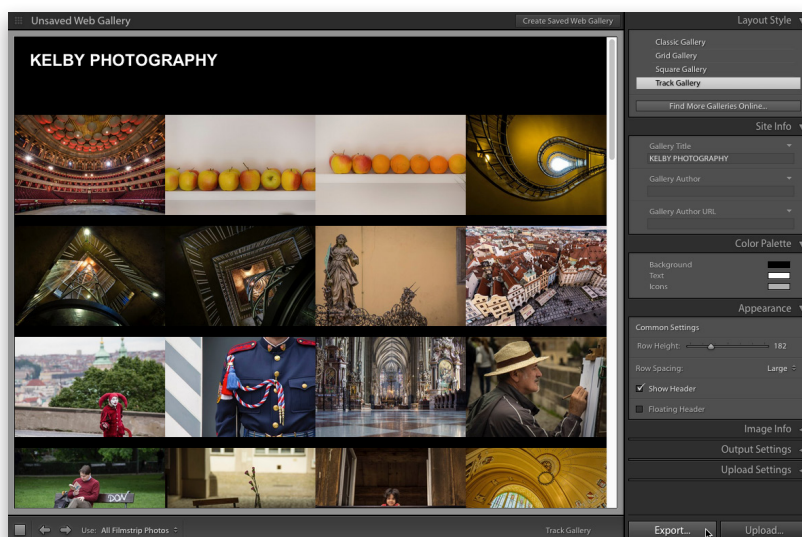 Unsaved Web Gallery
Create Saved Web Gallery
KELBY PHOTOGRAPHY
Use: All Filmstrip Photos
Track Gallery
Layout Style
Classic Gallery
Grid Gallery
Square Gallery
Track Gallery
Find More Galleries Online...
Site Info
Gallery Title
KELBY PHOTOGRAPHY
Gallery Author
Gallery Author URL
Color Palette
Background
Text
Icons
Appearance
Common Settings
Row Height: 182
Row Spacing: Large
Show Header
Floating Header
Image Info
Output Settings
Upload Settings
Export... Upload...